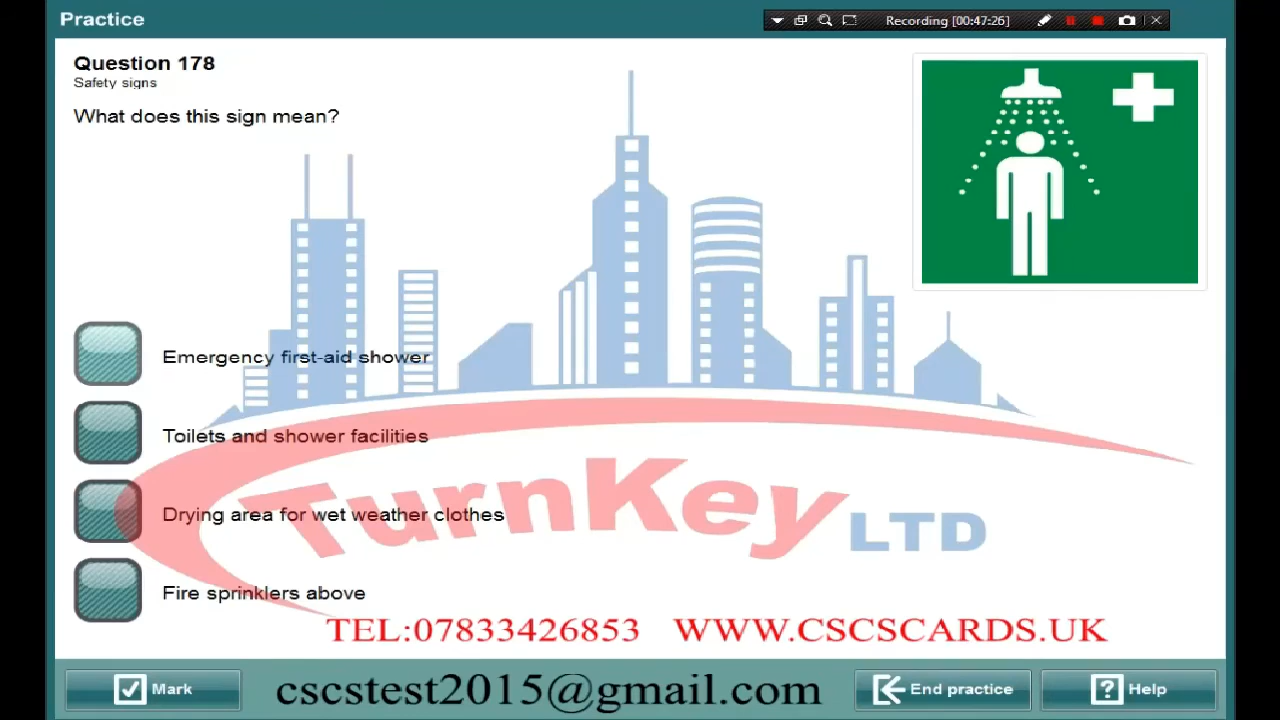 Practice
Recording [00:47:26]
Question 178
Safety signs
What does this sign mean?
Emergency first-aid shower
Toilets and shower facilities
Drying area for wet weather clothes
Fire sprinklers above
TurnKey LTD
TEL:07833426853 WWW.CSCSCARDS.UK
Mark
cscstest2015@gmail.com
End practice
Help